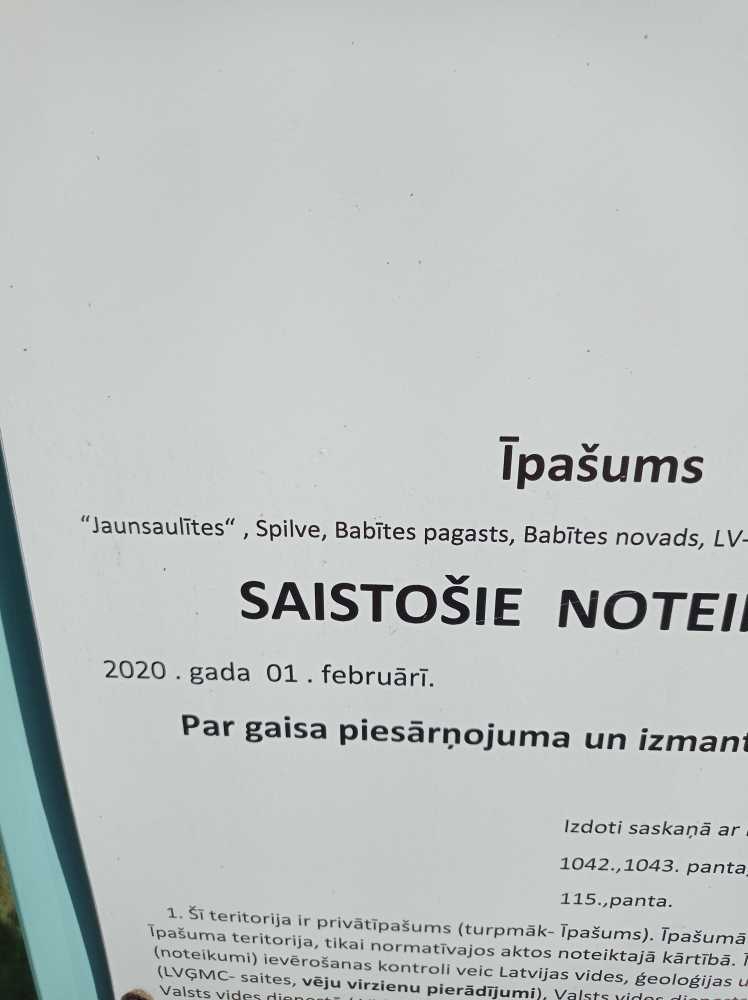 Īpašums
“Jaunsaulītes“ , Spilve, Babītes pagasts, Babītes novads, LV-
SAISTOŠIE NOTEI
2020 . gada 01 . februārī.
Par gaisa piesārņojuma un izmant
Izdoti saskaņā ar
1042.,1043. panta,
115.,panta.
1. Šī teritorija ir privātīpašums (turpmāk- Īpašums). Īpašumā
Īpašuma teritorija, tikai normatīvajos aktos noteiktajā kārtībā.
(noteikumi) ievērošanas kontroli veic Latvijas vides, ģeoloģijas u
(LVĢMC- saites, vēju virzienu pierādījumi), Valsts vides
Valsts vides